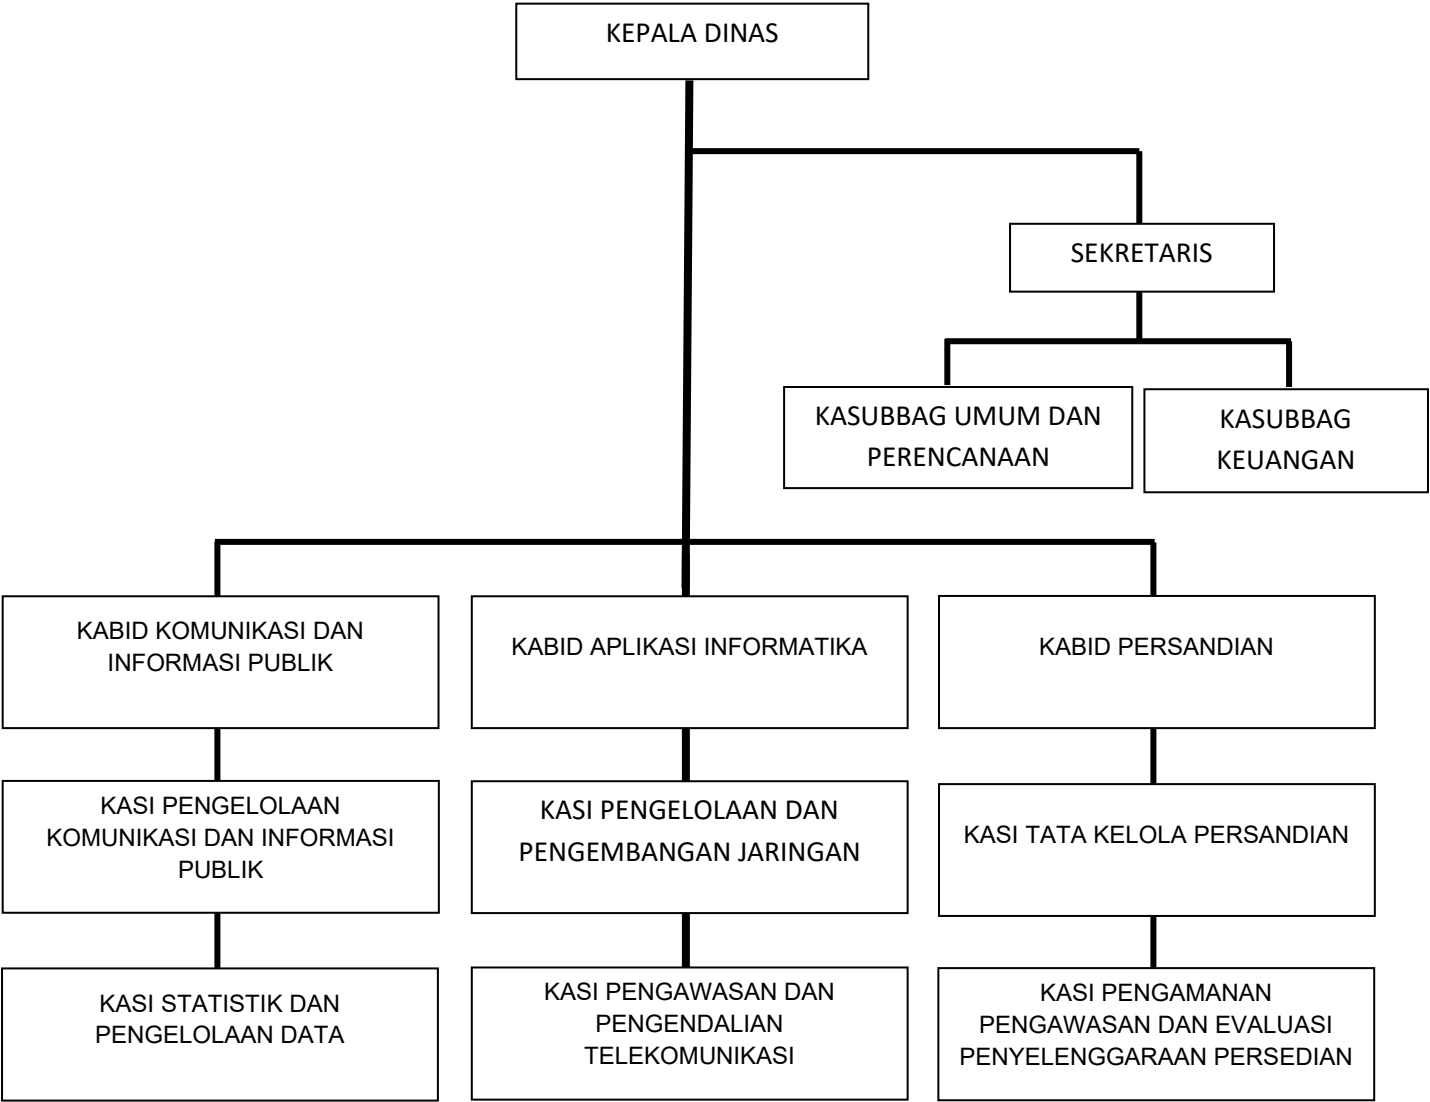 KEPALA DINAS
SEKRETARIS
KASUBBAG UMUM DAN
PERENCANAAN
KASUBBAG
KEUANGAN
KABID KOMUNIKASI DAN
INFORMASI PUBLIK
KABID APLIKASI INFORMATIKA
KABID PERSANDIAN
KASI PENGELOLAAN
KOMUNIKASI DAN INFORMASI
PUBLIK
KASI PENGELOLAAN DAN
PENGEMBANGAN JARINGAN
KASI TATA KELOLA PERSANDIAN
KASI STATISTIK DAN
PENGELOLAAN DATA
KASI PENGAWASAN DAN
PENGENDALIAN
TELEKOMUNIKASI
KASI PENGAMANAN
PENGAWASAN DAN EVALUASI
PENYELENGGARAAN PERSEDIAN